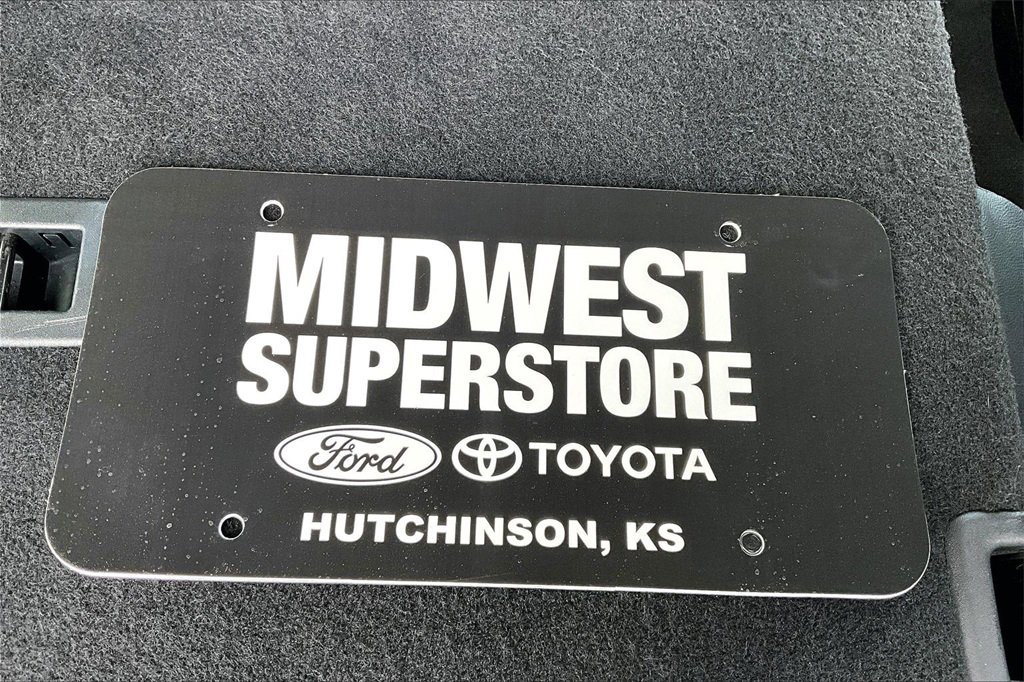 MIDWEST
SUPERSTORE
Ford TOYOTA
HUTCHINSON, KS